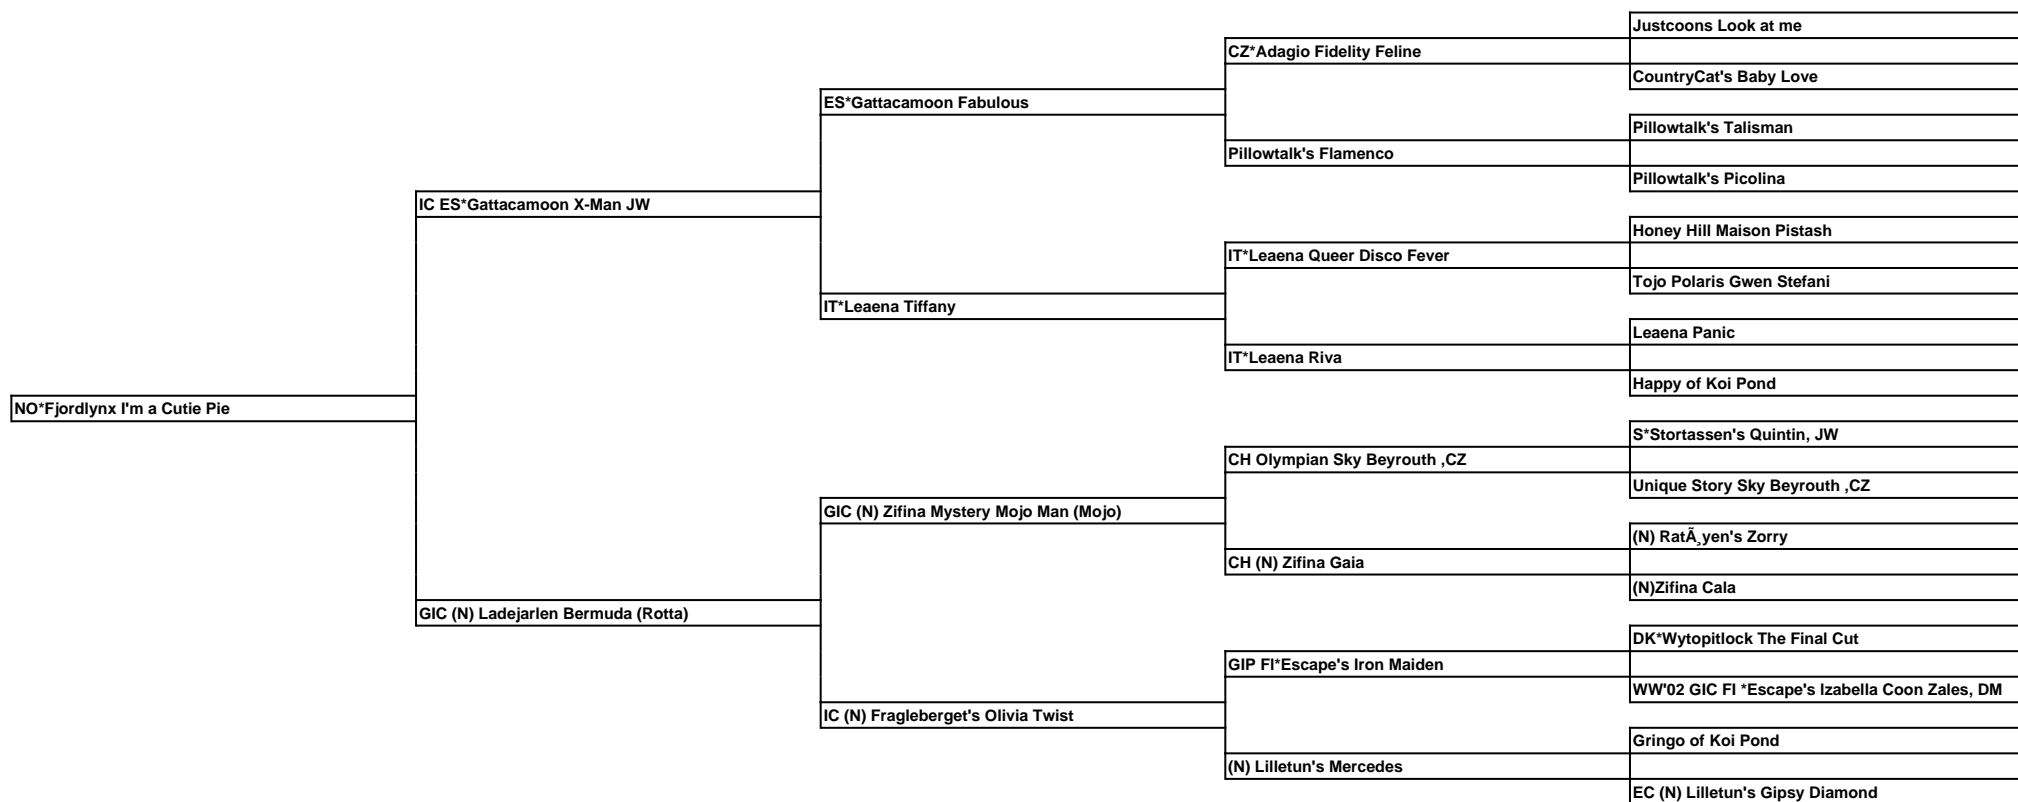 Justcoons Look at me
CZ*Adagio Fidelity Feline
CountryCat's Baby Love
ES*Gattacamoon Fabulous
Pillowtalk's Talisman
Pillowtalk's Flamenco
Pillowtalk's Picolina
IC ES*Gattacamoon X-Man JW
Honey Hill Maison Pistash
IT*Leaena Queer Disco Fever
Tojo Polaris Gwen Stefani
IT*Leaena Tiffany
Leaena Panic
IT*Leaena Riva
Happy of Koi Pond
NO*Fjordlynx I'm a Cutie Pie
S*Stortassen's Quintin, JW
CH Olympian Sky Beyrouth ,CZ
Unique Story Sky Beyrouth ,CZ
GIC (N) Zifina Mystery Mojo Man (Mojo)
(N) RatÃ¸yen's Zorry
CH (N) Zifina Gaia
(N)Zifina Cala
GIC (N) Ladejarlen Bermuda (Rotta)
DK*Wytopitlock The Final Cut
GIP FI*Escape's Iron Maiden
WW'02 GIC FI *Escape's Izabella Coon Zales, DM
IC (N) Fragleberget's Olivia Twist
Gringo of Koi Pond
(N) Lilletun's Mercedes
EC (N) Lilletun's Gipsy Diamond